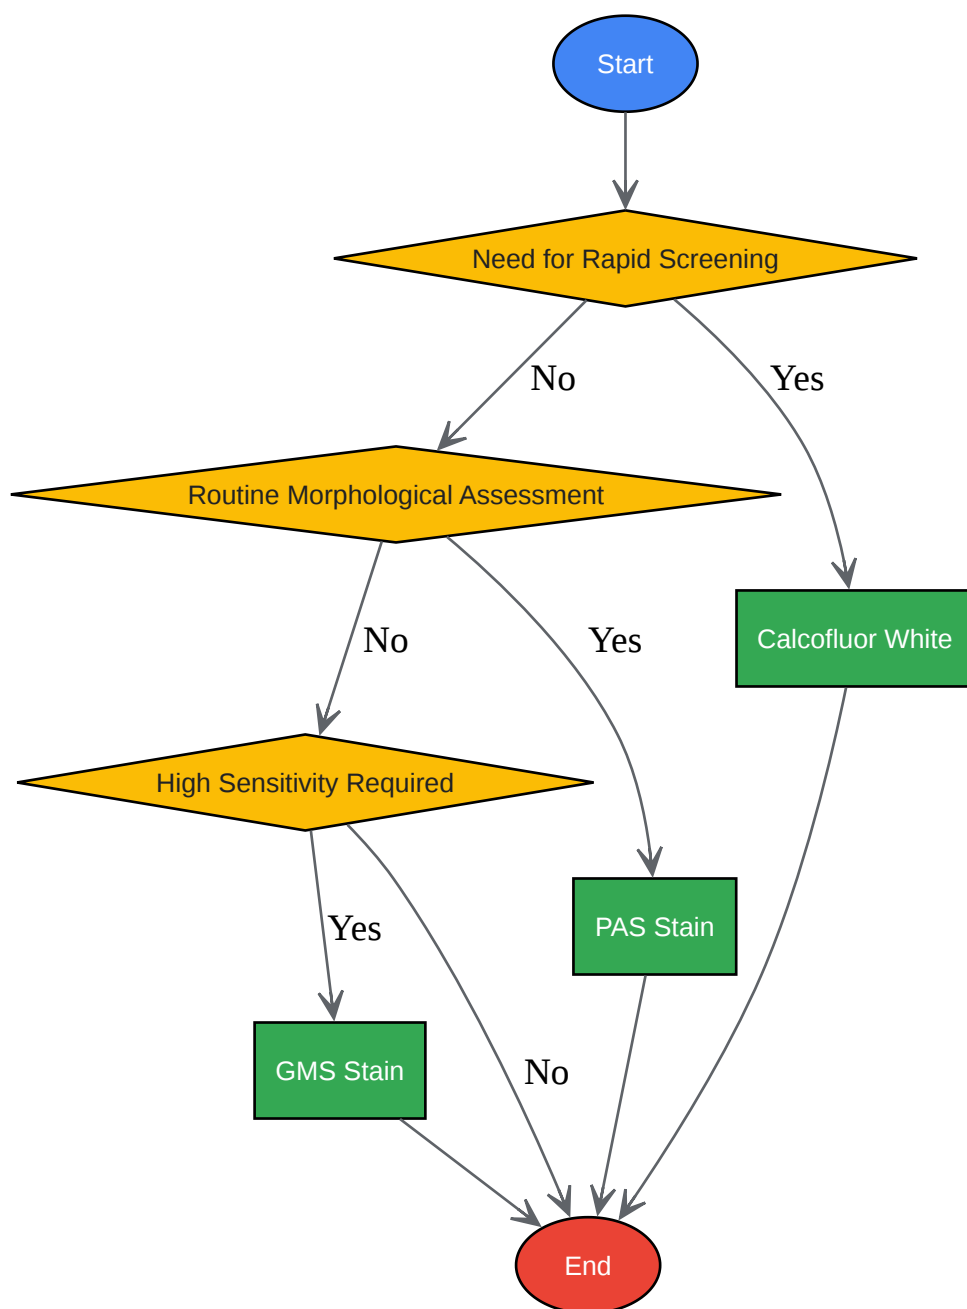 Start
Need for Rapid Screening
No
Yes
Routine Morphological Assessment
No
Yes
Calcofluor White
High Sensitivity Required
Yes
PAS Stain
GMS Stain
No
End